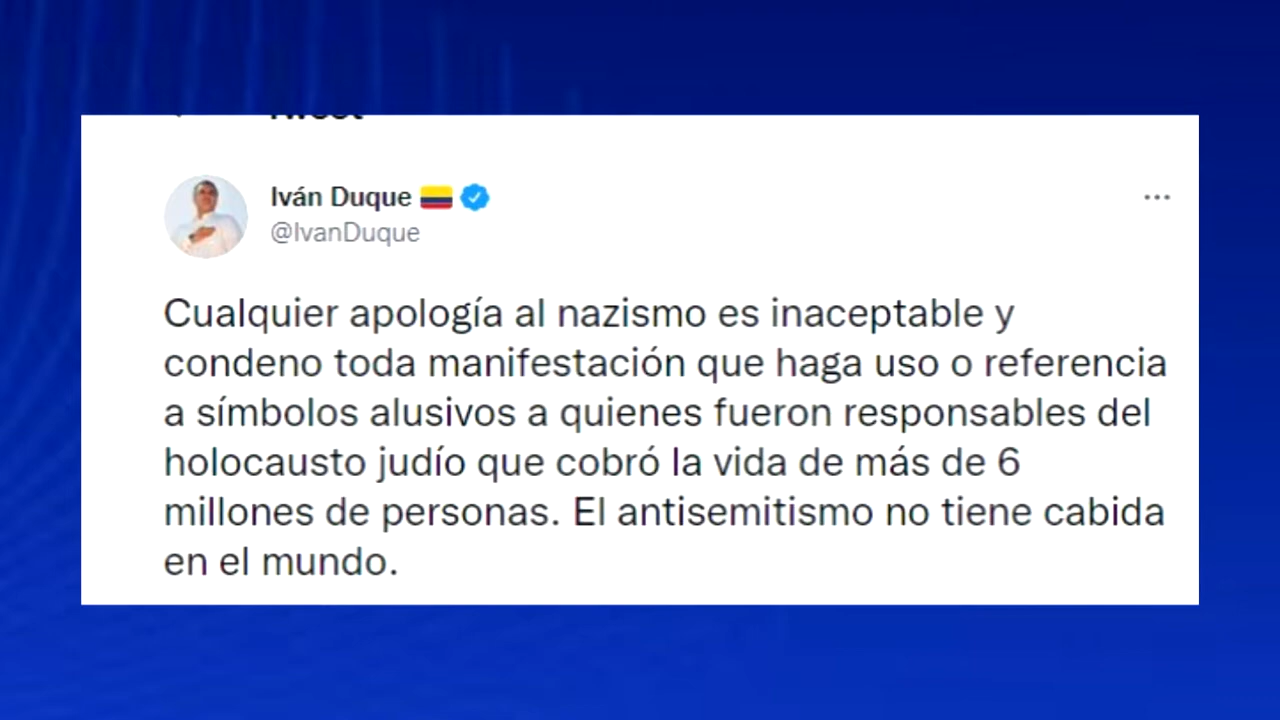 Tweet
Iván Duque
@IvanDuque
Cualquier apología al nazismo es inaceptable y
condeno toda manifestación que haga uso o referencia
a símbolos alusivos a quienes fueron responsables del
holocausto judío que cobró la vida de más de 6
millones de personas. El antisemitismo no tiene cabida
en el mundo.